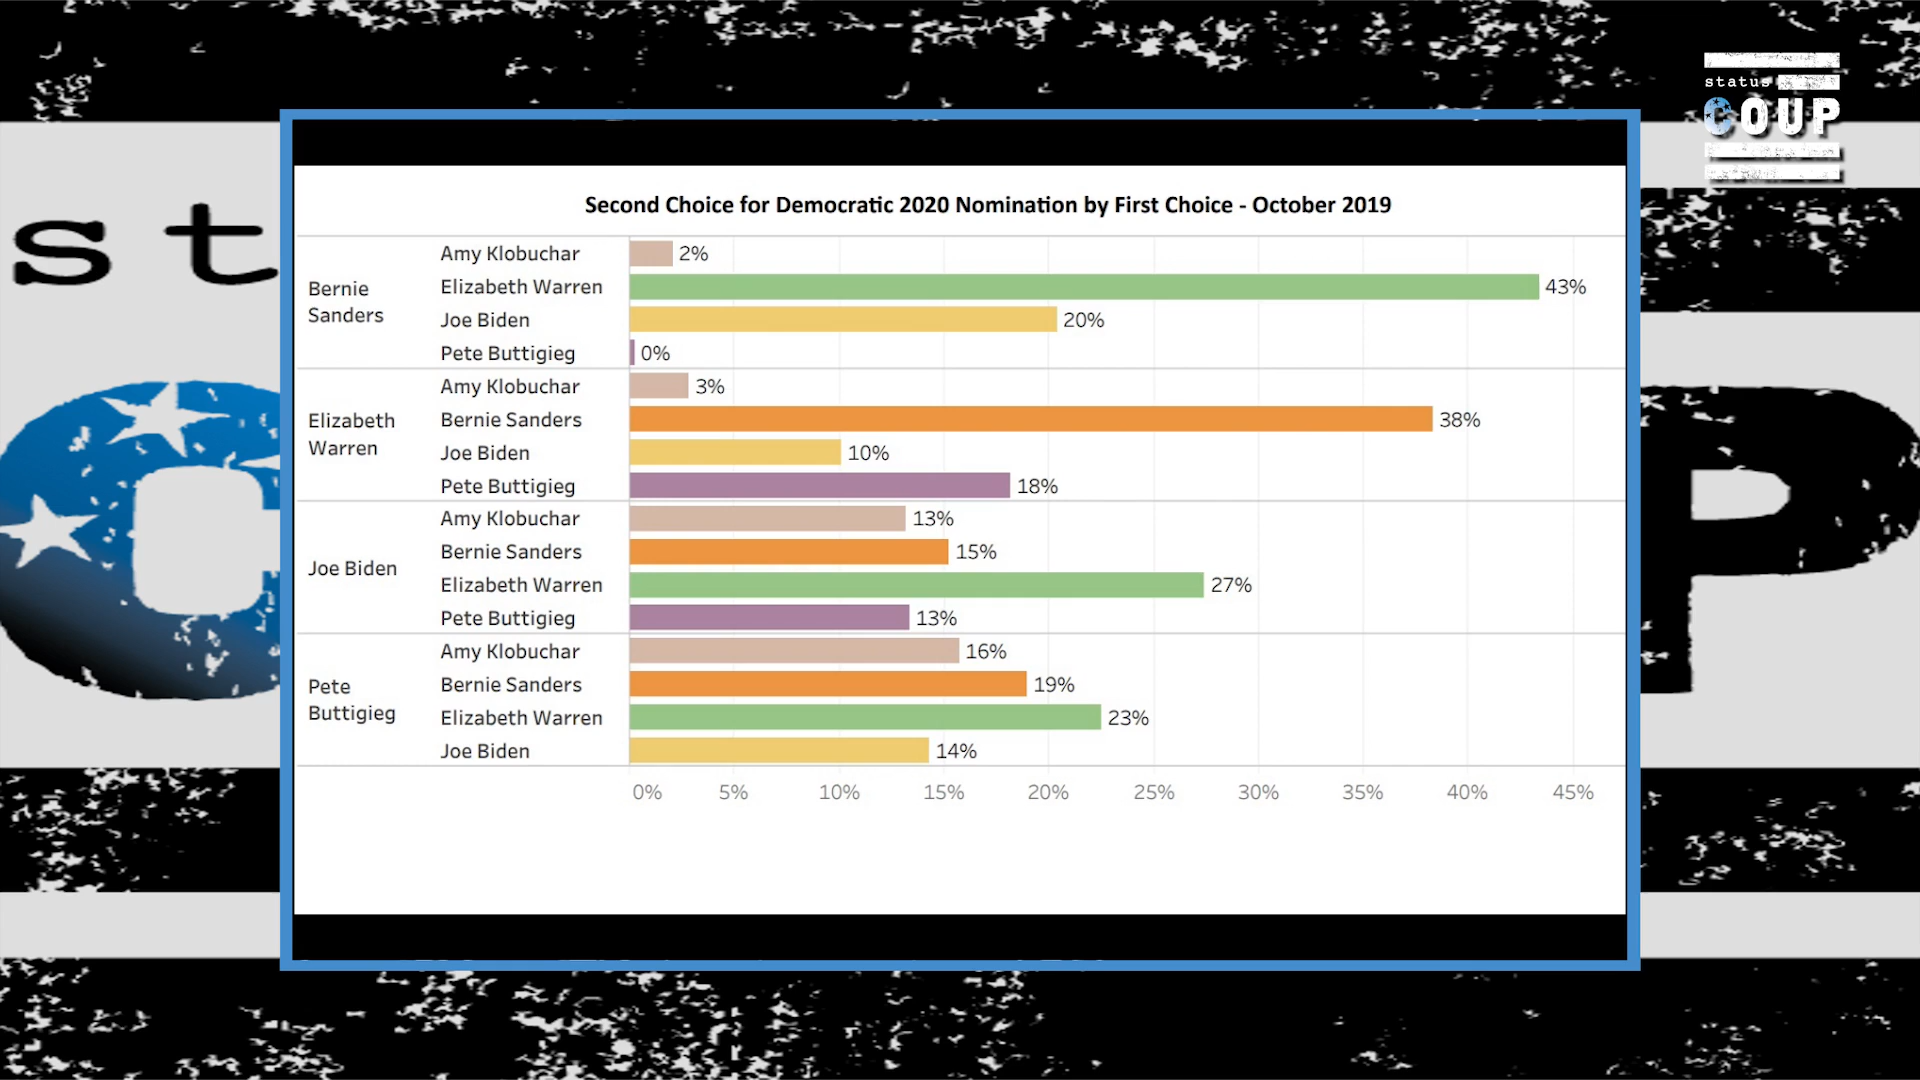 status
COUP
st
C
P
Second Choice for Democratic 2020 Nomination by First Choice - October 2019
Bernie
Sanders
Amy Klobuchar 2%
Elizabeth Warren 43%
Joe Biden 20%
Pete Buttigieg 0%
Elizabeth
Warren
Amy Klobuchar 3%
Bernie Sanders 38%
Joe Biden 10%
Pete Buttigieg 18%
Joe Biden
Amy Klobuchar 13%
Bernie Sanders 15%
Elizabeth Warren 27%
Pete Buttigieg 13%
Pete
Buttigieg
Amy Klobuchar 16%
Bernie Sanders 19%
Elizabeth Warren 23%
Joe Biden 14%
0% 5% 10% 15% 20% 25% 30% 35% 40% 45%